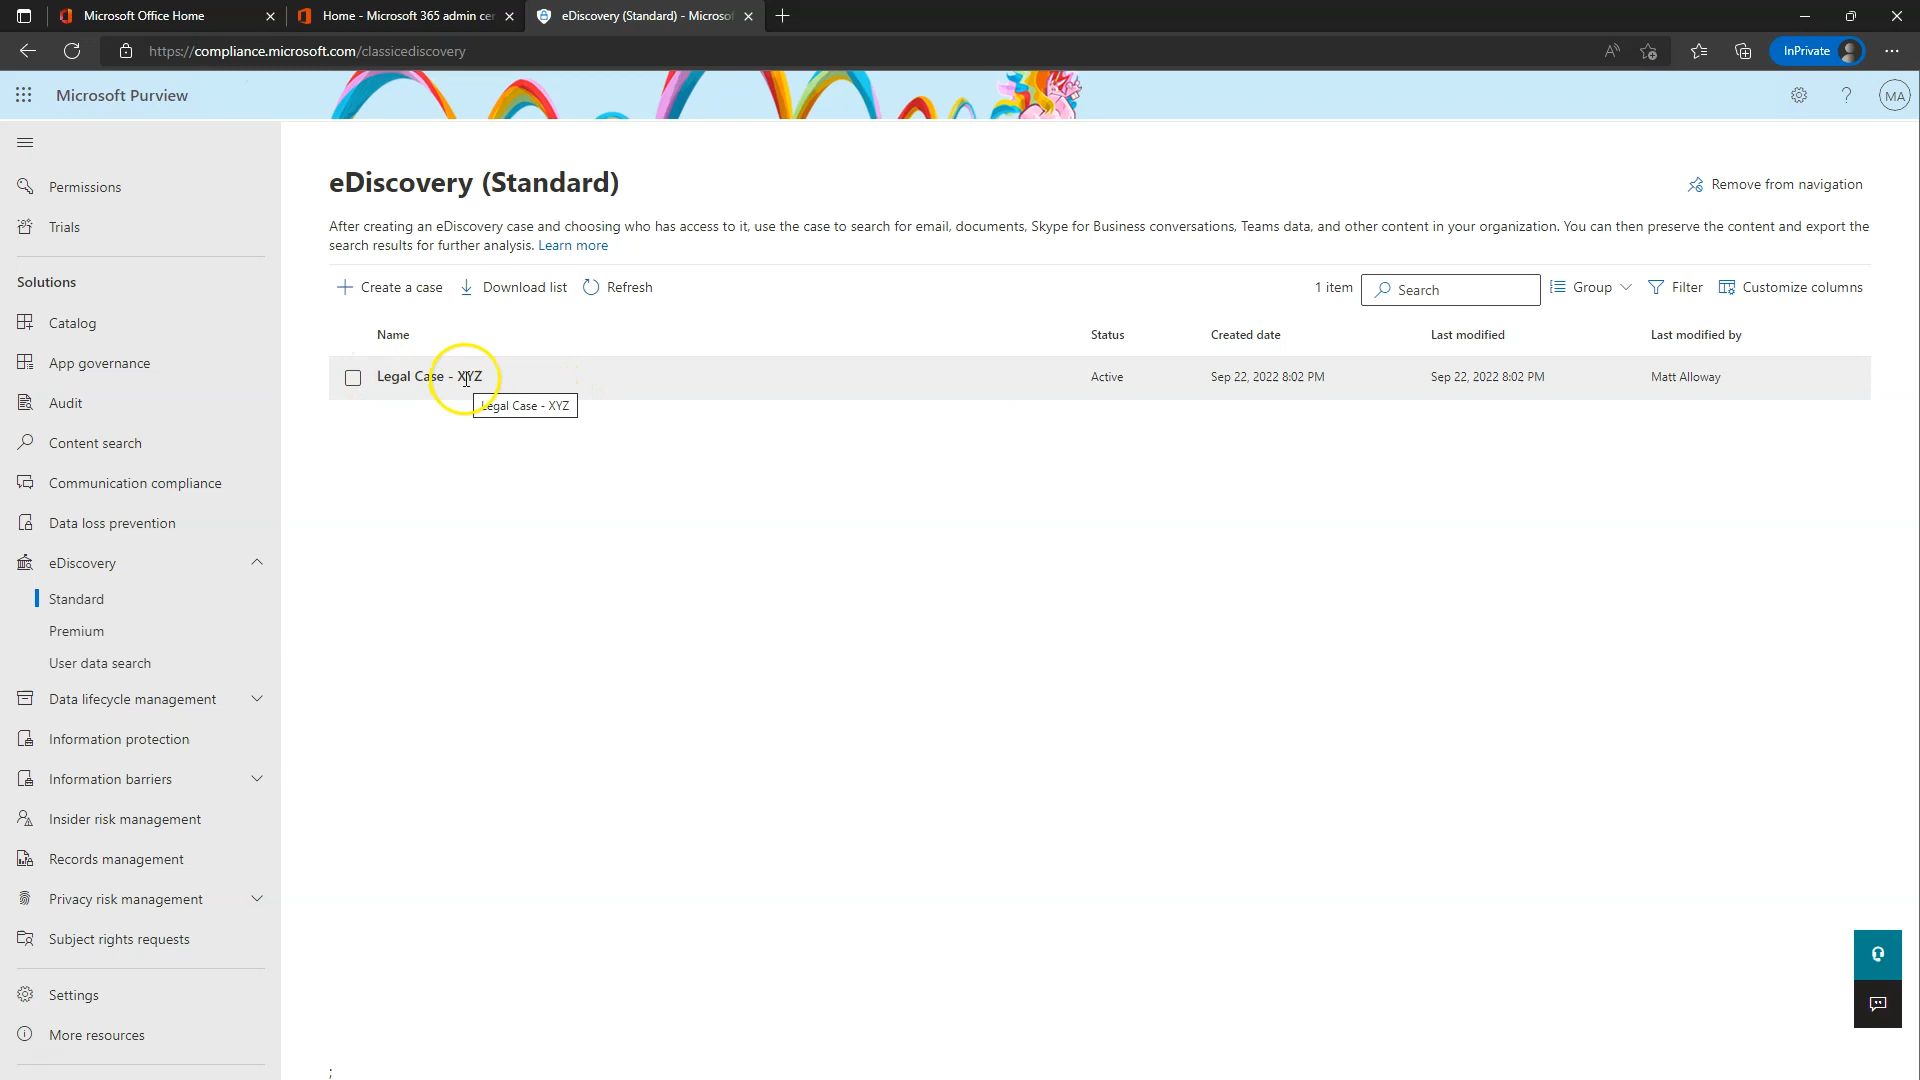 Microsoft Office Home
Home - Microsoft 365 admin cer
eDiscovery (Standard) - Microsof
https://compliance.microsoft.com/classicediscovery
InPrivate
Microsoft Purview
MA
Permissions
Trials
Solutions
Catalog
App governance
Audit
Content search
Communication compliance
Data loss prevention
eDiscovery
Standard
Premium
User data search
Data lifecycle management
Information protection
Information barriers
Insider risk management
Records management
Privacy risk management
Subject rights requests
Settings
More resources
eDiscovery (Standard)
Remove from navigation
After creating an eDiscovery case and choosing who has access to it, use the case to search for email, documents, Skype for Business conversations, Teams data, and other content in your organization. You can then preserve the content and export the
search results for further analysis. Learn more
Create a case Download list Refresh 1 item Search Group Filter Customize columns
Name Status Created date Last modified Last modified by
Legal Case - XYZ Active Sep 22, 2022 8:02 PM Sep 22, 2022 8:02 PM Matt Alloway
Legal Case - XYZ
;